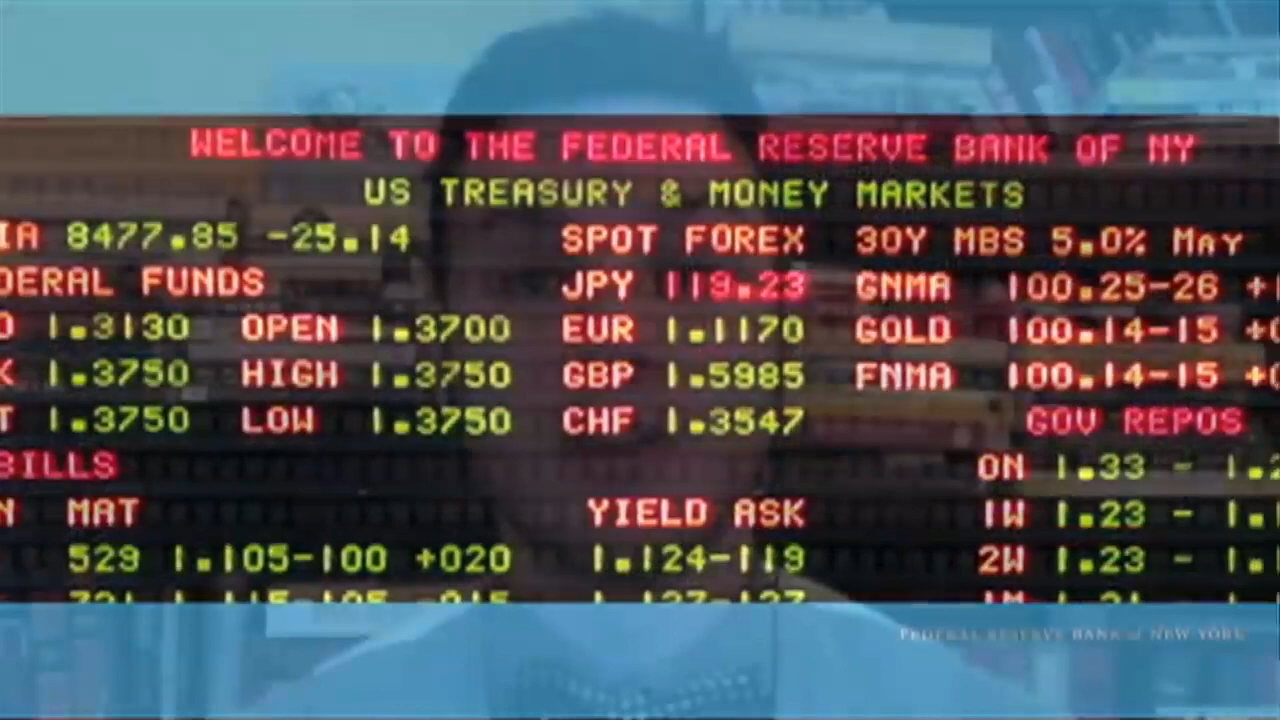 WELCOME TO THE FEDERAL RESERVE BANK OF NY
US TREASURY & MONEY MARKETS
IA 8477.85 -25.14 SPOT FOREX 30Y MBS 5.0% MAY
DERAL FUNDS JPY 119.23 GNMA 100.25-26 +
1.3130 OPEN 1.3700 EUR 1.1170 GOLD 100.14-15 +
K 1.3750 HIGH 1.3750 GBP 1.5985 FNMA 100.14-15 +
T 1.3750 LOW 1.3750 CHF 1.3547 GOV REPOS
BILLS ON 1.33 - 1.
N MAT YIELD ASK 1W 1.23 - 1.
529 1.105-100 +020 1.124-119 2W 1.23 - 1.
FEDERAL RESERVE BANK of NEW YORK